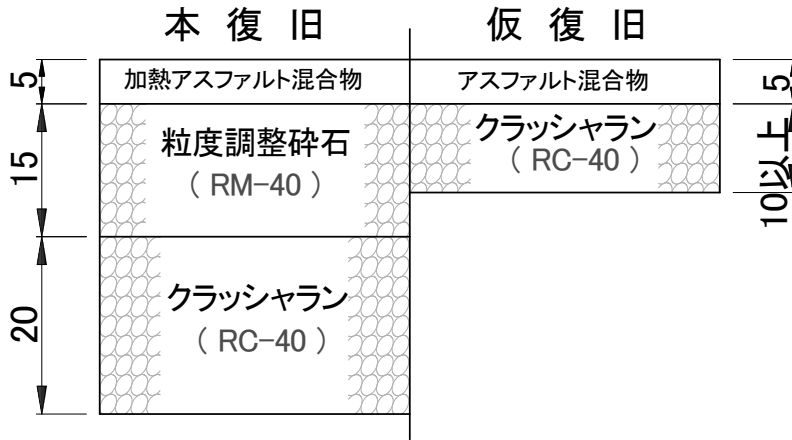 本復旧
仮復旧
5
加熱アスファルト混合物
アスファルト混合物
5
15
粒度調整砕石
（RM-40）
クラッシャラン
（RC-40）
10以上
20
クラッシャラン
（RC-40）